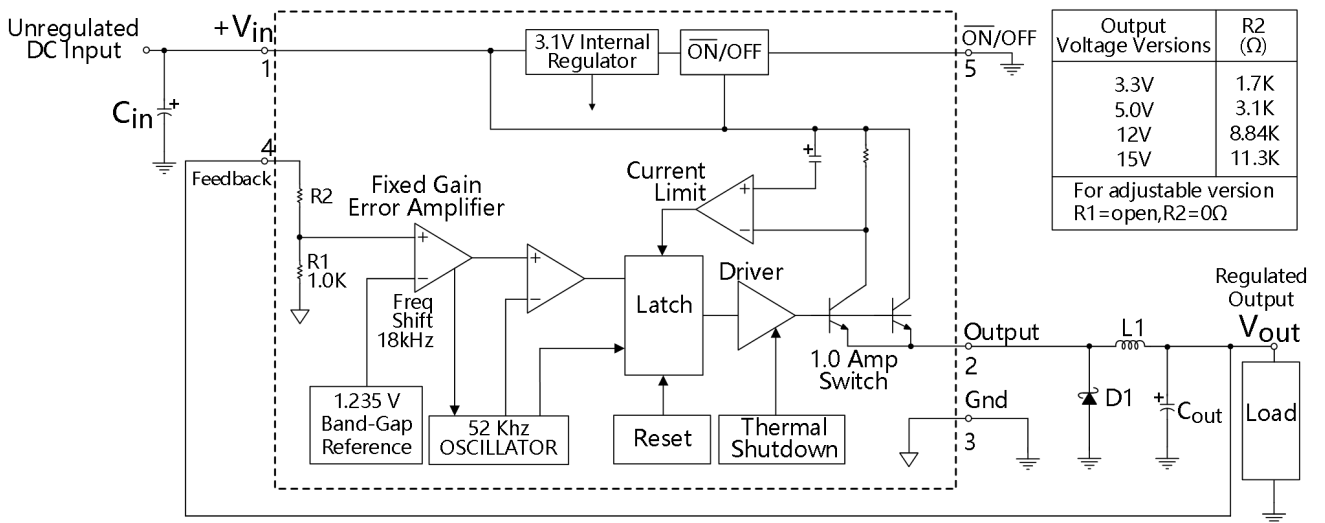 Unregulated
DC Input
+Vin
1
Cin
+
4
Feedback
3.1V Internal
Regulator
ON/OFF
ON/OFF
5
R2
R1
1.0K
Fixed Gain
Error Amplifier
+
−
Freq
Shift
18kHz
+
−
Current
Limit
+
−
+
Latch
Driver
1.0 Amp
Switch
1.235 V
Band-Gap
Reference
52 Khz
OSCILLATOR
Reset
Thermal
Shutdown
Output
2
Gnd
3
L1
D1
+
Cout
Regulated
Output
Vout
Load
Output
Voltage Versions
R2
(Ω)
3.3V 1.7K
5.0V 3.1K
12V 8.84K
15V 11.3K
For adjustable version
R1=open,R2=0Ω